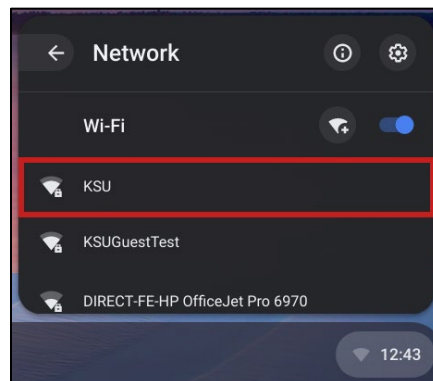 Network
Wi-Fi
KSU
KSUGuestTest
DIRECT-FE-HP OfficeJet Pro 6970
12:43